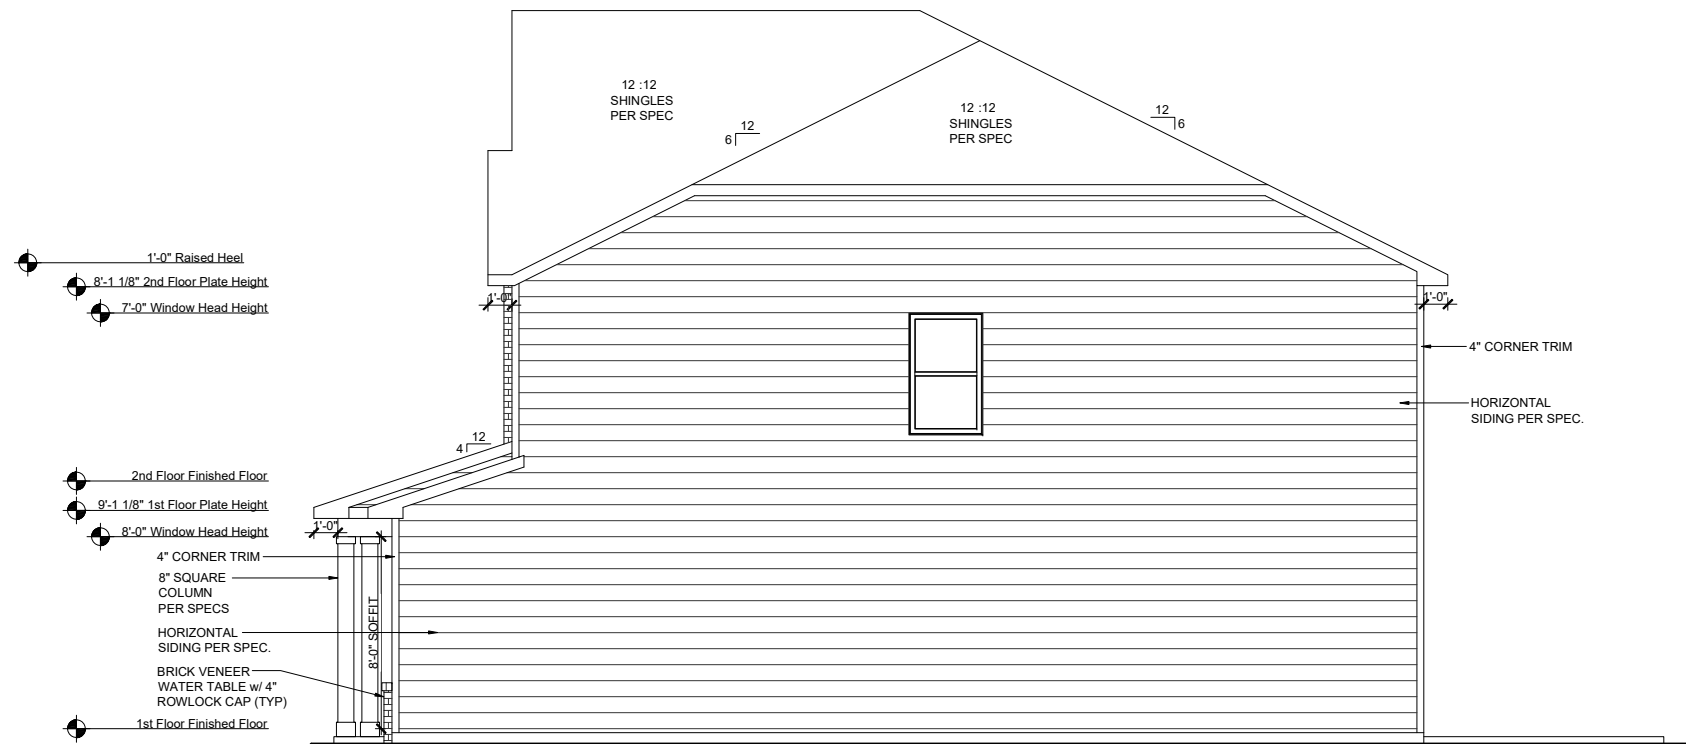 12 :12
SHINGLES
PER SPEC
12 :12
SHINGLES
PER SPEC
12
6
12
6
1'-0" Raised Heel
8'-1 1/8" 2nd Floor Plate Height
7'-0" Window Head Height
1'-0"
1'-0"
4" CORNER TRIM
HORIZONTAL
SIDING PER SPEC.
12
4
2nd Floor Finished Floor
9'-1 1/8" 1st Floor Plate Height
8'-0" Window Head Height
1'-0"
4" CORNER TRIM
8" SQUARE
COLUMN
PER SPECS
8'-0" SOFFIT
HORIZONTAL
SIDING PER SPEC.
BRICK VENEER
WATER TABLE w/ 4"
ROWLOCK CAP (TYP)
1st Floor Finished Floor